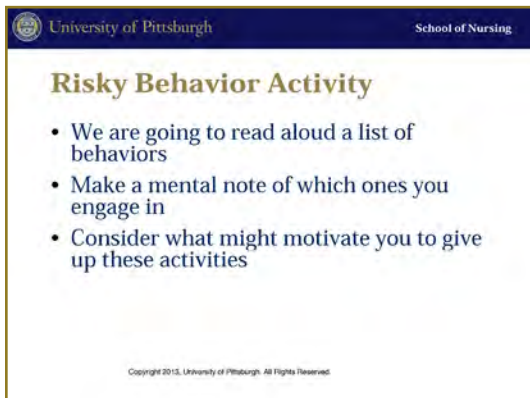 University of Pittsburgh
School of Nursing
Risky Behavior Activity
• We are going to read aloud a list of
behaviors
• Make a mental note of which ones you
engage in
• Consider what might motivate you to give
up these activities
Copyright 2013, University of Pittsburgh. All Rights Reserved.